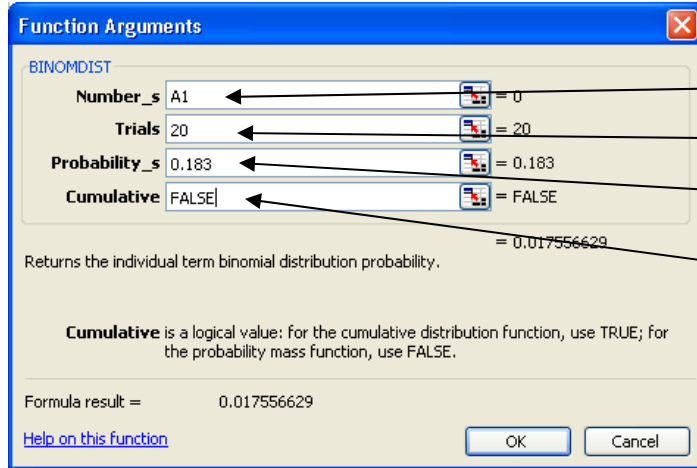 Function Arguments
BINOMDIST
Number_s A1 = 0
Trials 20 = 20
Probability_s 0.183 = 0.183
Cumulative FALSE = FALSE
= 0.017556629
Returns the individual term binomial distribution probability.
Cumulative is a logical value: for the cumulative distribution function, use TRUE; for
the probability mass function, use FALSE.
Formula result = 0.017556629
Help on this function OK Cancel